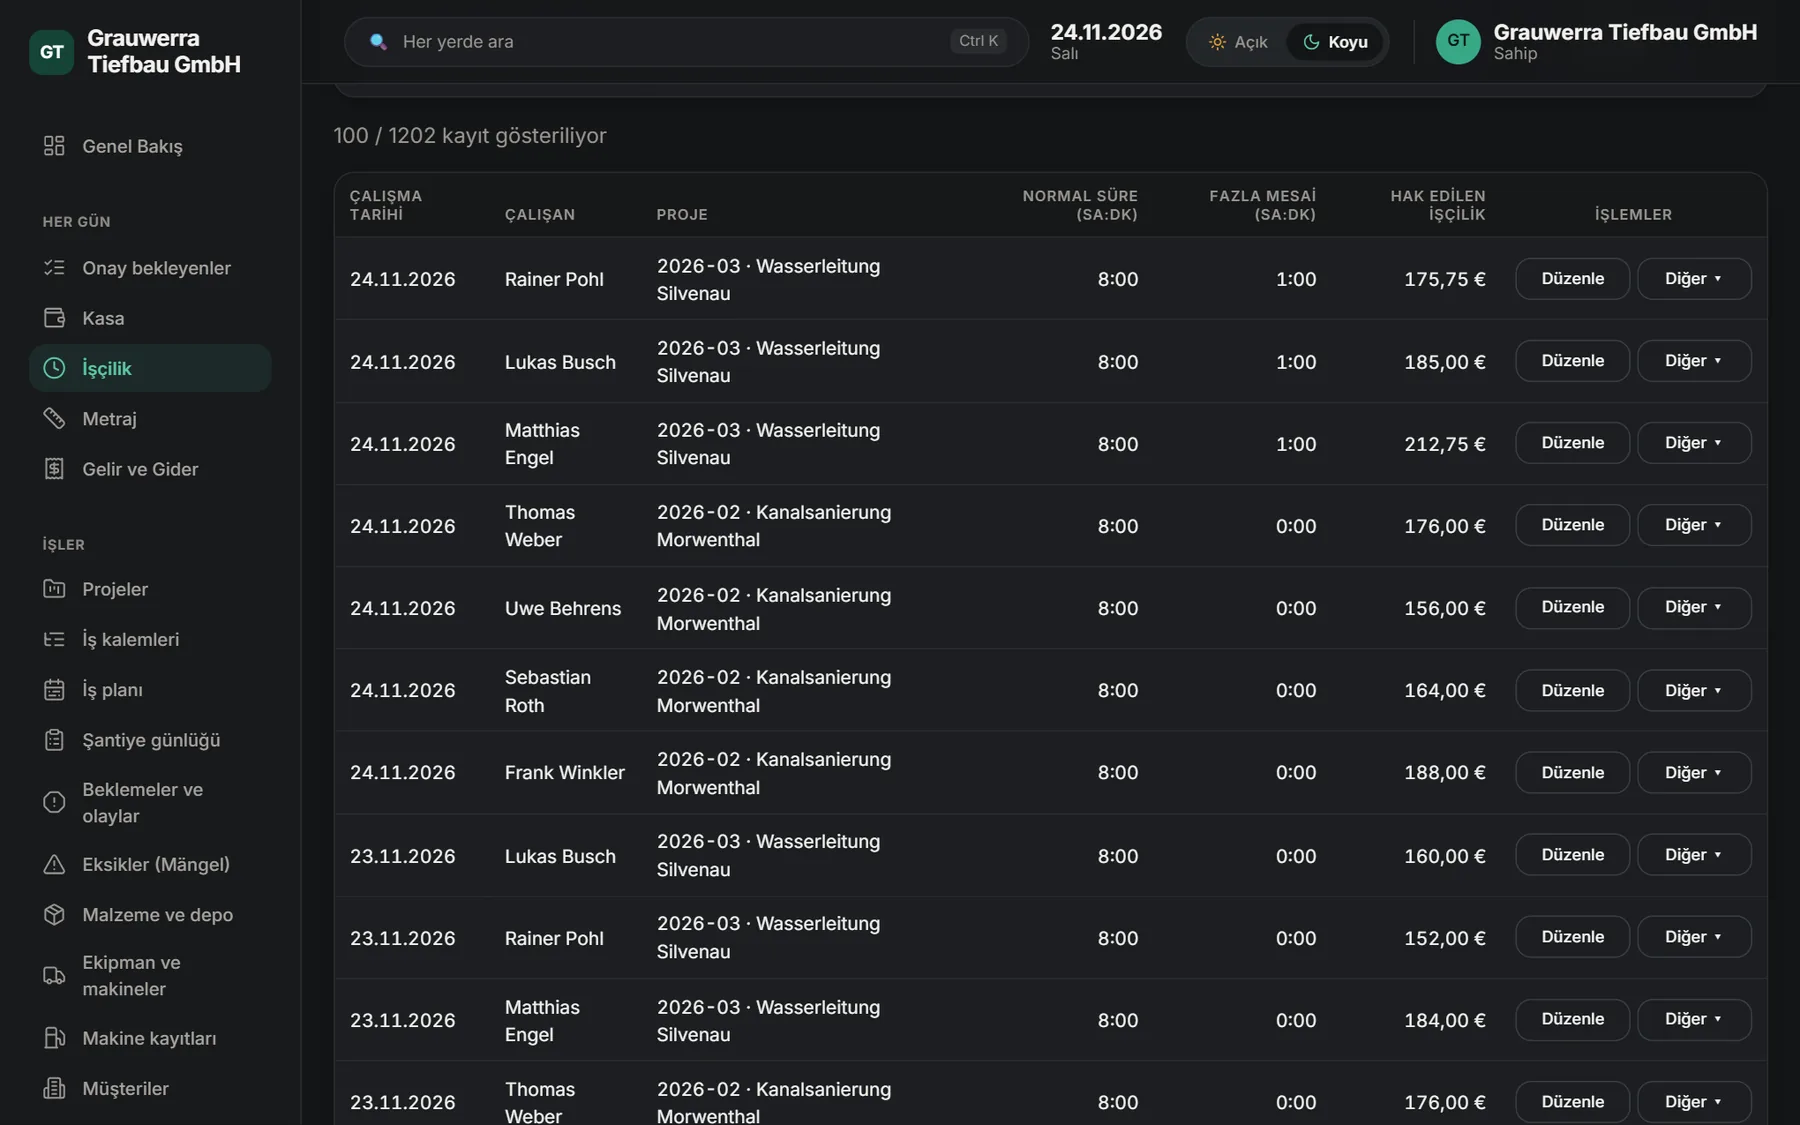 GT
Grauwerra
Tiefbau GmbH
Her yerde ara
Ctrl K
24.11.2026
Salı
Açık
Koyu
GT
Grauwerra Tiefbau GmbH
Sahip
Genel Bakış
HER GÜN
Onay bekleyenler
Kasa
İşçilik
Metraj
Gelir ve Gider
İŞLER
Projeler
İş kalemleri
İş planı
Şantiye günlüğü
Beklemeler ve
olaylar
Eksikler (Mängel)
Malzeme ve depo
Ekipman ve
makineler
Makine kayıtları
Müşteriler
100 / 1202 kayıt gösteriliyor
ÇALIŞMA
TARİHİ
ÇALIŞAN
PROJE
NORMAL SÜRE
(SA:DK)
FAZLA MESAİ
(SA:DK)
HAK EDİLEN
İŞÇİLİK
İŞLEMLER
24.11.2026 Rainer Pohl 2026-03 · Wasserleitung
Silvenau 8:00 1:00 175,75 € Düzenle Diğer ▾
24.11.2026 Lukas Busch 2026-03 · Wasserleitung
Silvenau 8:00 1:00 185,00 € Düzenle Diğer ▾
24.11.2026 Matthias
Engel 2026-03 · Wasserleitung
Silvenau 8:00 1:00 212,75 € Düzenle Diğer ▾
24.11.2026 Thomas
Weber 2026-02 · Kanalsanierung
Morwenthal 8:00 0:00 176,00 € Düzenle Diğer ▾
24.11.2026 Uwe Behrens 2026-02 · Kanalsanierung
Morwenthal 8:00 0:00 156,00 € Düzenle Diğer ▾
24.11.2026 Sebastian
Roth 2026-02 · Kanalsanierung
Morwenthal 8:00 0:00 164,00 € Düzenle Diğer ▾
24.11.2026 Frank Winkler 2026-02 · Kanalsanierung
Morwenthal 8:00 0:00 188,00 € Düzenle Diğer ▾
23.11.2026 Lukas Busch 2026-03 · Wasserleitung
Silvenau 8:00 0:00 160,00 € Düzenle Diğer ▾
23.11.2026 Rainer Pohl 2026-03 · Wasserleitung
Silvenau 8:00 0:00 152,00 € Düzenle Diğer ▾
23.11.2026 Matthias
Engel 2026-03 · Wasserleitung
Silvenau 8:00 0:00 184,00 € Düzenle Diğer ▾
23.11.2026 Thomas
Weber 2026-02 · Kanalsanierung
Morwenthal 8:00 0:00 176,00 € Düzenle Diğer ▾